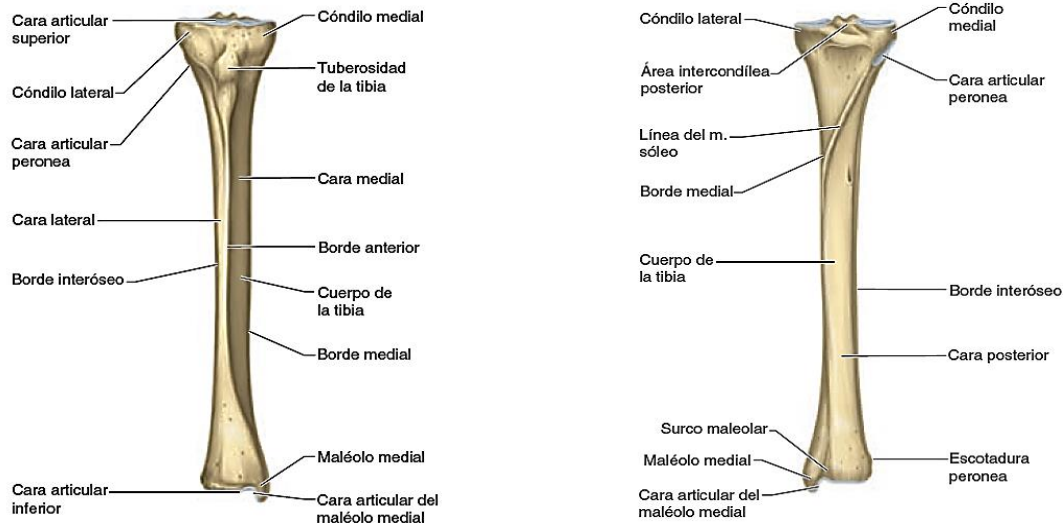 Cara articular
superior
Cóndilo lateral
Cara articular
peronea
Cara lateral
Borde interóseo
Cara articular
inferior
Cóndilo medial
Tuberosidad
de la tibia
Cara medial
Borde anterior
Cuerpo de
la tibia
Borde medial
Maléolo medial
Cara articular del
maléolo medial
Cóndilo lateral
Área intercondílea
posterior
Línea del m.
sóleo
Borde medial
Cuerpo de
la tibia
Surco maleolar
Maléolo medial
Cara articular del
maléolo medial
Cóndilo
medial
Cara articular
peronea
Borde interóseo
Cara posterior
Escotadura
peronea